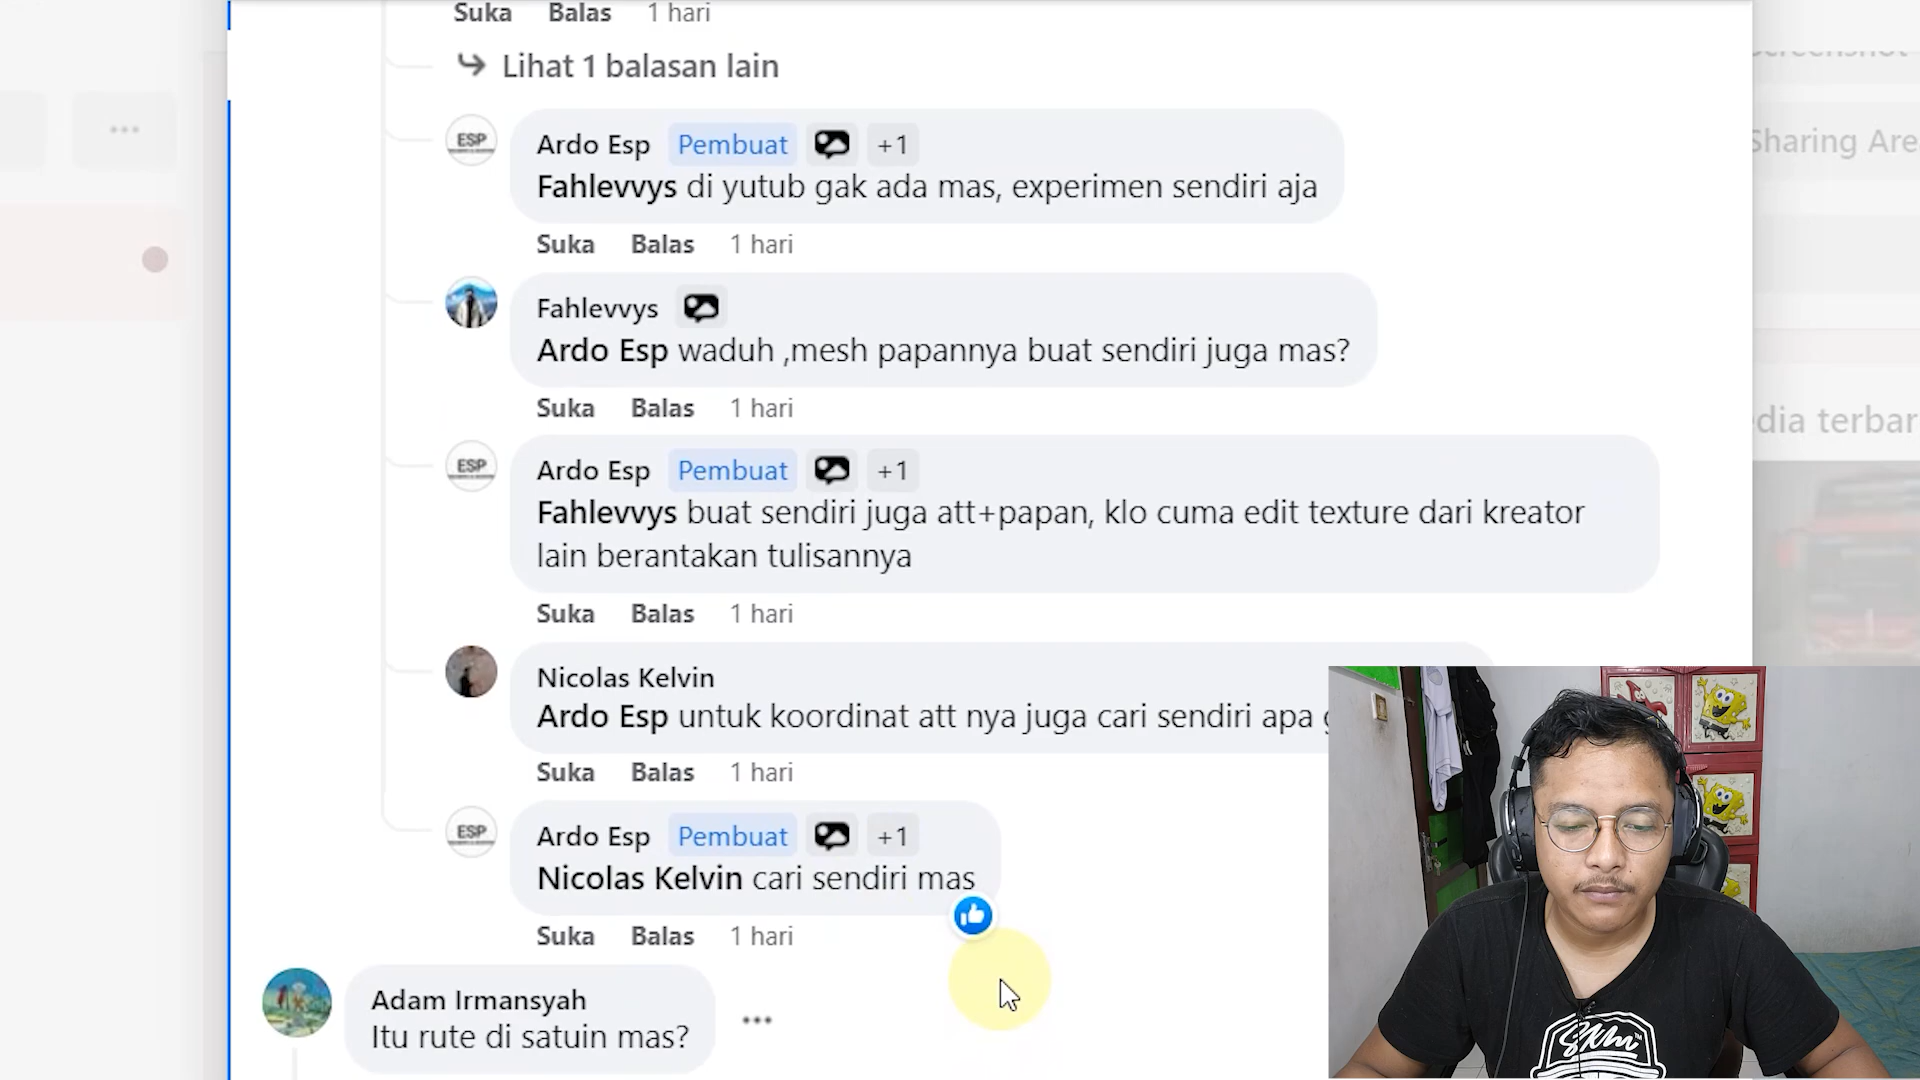 Suka Balas 1 hari
Lihat 1 balasan lain
ESP
Ardo Esp Pembuat +1
Fahlevvys di yutub gak ada mas, experimen sendiri aja
Suka Balas 1 hari
Sharing Are
Fahlevvys
Ardo Esp waduh ,mesh papannya buat sendiri juga mas?
Suka Balas 1 hari
dia terbar
ESP
Ardo Esp Pembuat +1
Fahlevvys buat sendiri juga att+papan, klo cuma edit texture dari kreator
lain berantakan tulisannya
Suka Balas 1 hari
Nicolas Kelvin
Ardo Esp untuk koordinat att nya juga cari sendiri apa
Suka Balas 1 hari
ESP
Ardo Esp Pembuat +1
Nicolas Kelvin cari sendiri mas
Suka Balas 1 hari
Adam Irmansyah
Itu rute di satuin mas?